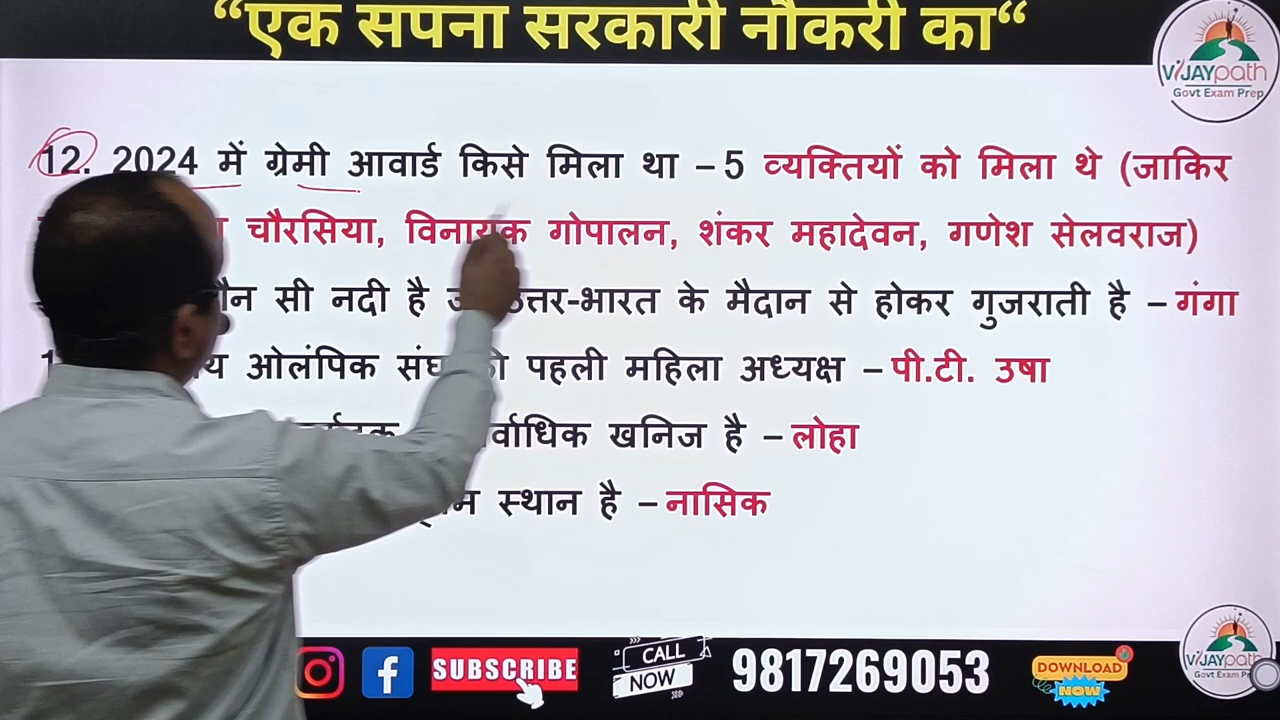 “एक सपना सरकारी नौकरी का“
ViJAYpath
Govt Exam Prep
12. 2024 में ग्रेमी आवार्ड किसे मिला था – 5 व्यक्तियों को मिला थे (जाकिर
चौरसिया, विनायक गोपालन, शंकर महादेवन, गणेश सेलवराज)
सी नदी है उत्तर-भारत के मैदान से होकर गुजराती है – गंगा
ओलंपिक संघ की पहली महिला अध्यक्ष – पी.टी. उषा
खनिज है – लोहा
स्थान है – नासिक
SUBSCRIBE
CALL NOW
9817269053
DOWNLOAD NOW
ViJAYpath
Govt Exam Prep